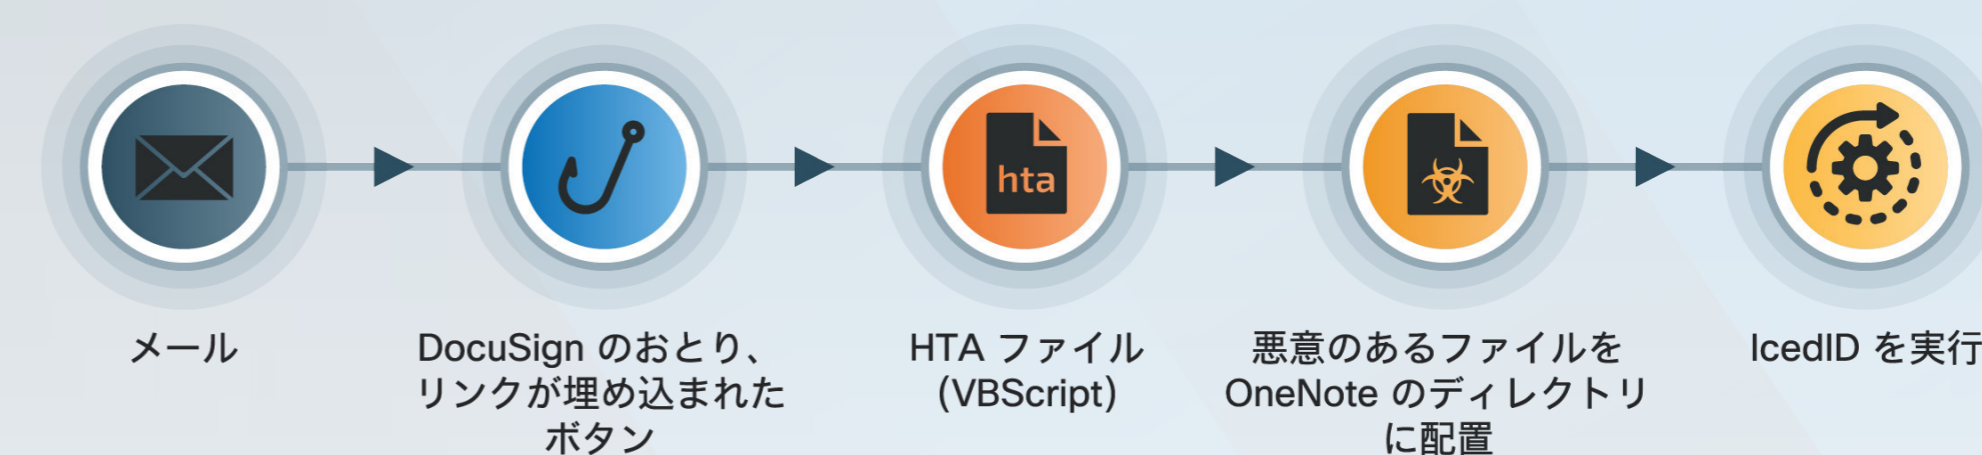 hta
メール
DocuSign のおとり、
リンクが埋め込まれた
ボタン
HTA ファイル
(VBScript)
悪意のあるファイルを
OneNote のディレクトリ
に配置
IcedID を実行